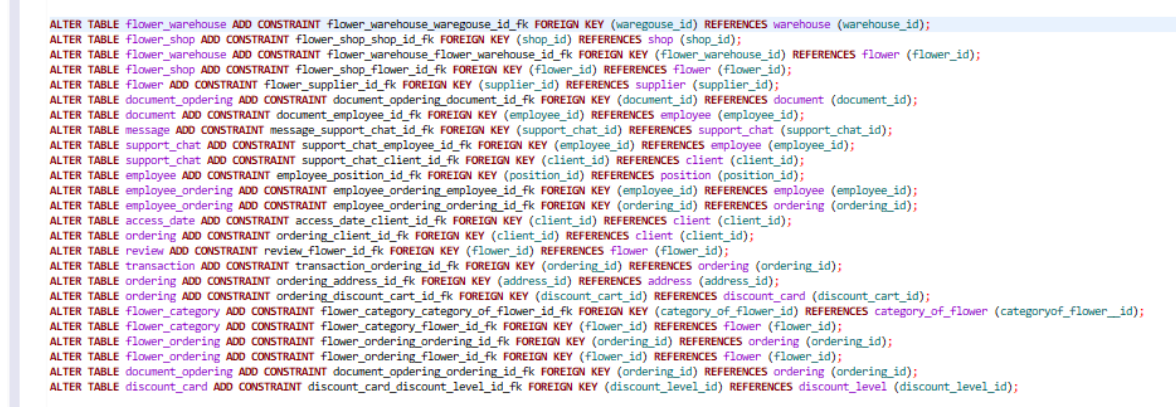 ALTER TABLE flower_warehouse ADD CONSTRAINT flower_warehouse_waregouse_id_fk FOREIGN KEY (waregouse_id) REFERENCES warehouse (warehouse_id);
ALTER TABLE flower_shop ADD CONSTRAINT flower_shop_shop_id_fk FOREIGN KEY (shop_id) REFERENCES shop (shop_id);
ALTER TABLE flower_warehouse ADD CONSTRAINT flower_warehouse_flower_warehouse_id_fk FOREIGN KEY (flower_warehouse_id) REFERENCES flower (flower_id);
ALTER TABLE flower_shop ADD CONSTRAINT flower_shop_flower_id_fk FOREIGN KEY (flower_id) REFERENCES flower (flower_id);
ALTER TABLE flower ADD CONSTRAINT flower_supplier_id_fk FOREIGN KEY (supplier_id) REFERENCES supplier (supplier_id);
ALTER TABLE document_opdering ADD CONSTRAINT document_opdering_document_id_fk FOREIGN KEY (document_id) REFERENCES document (document_id);
ALTER TABLE document ADD CONSTRAINT document_employee_id_fk FOREIGN KEY (employee_id) REFERENCES employee (employee_id);
ALTER TABLE message ADD CONSTRAINT message_support_chat_id_fk FOREIGN KEY (support_chat_id) REFERENCES support_chat (support_chat_id);
ALTER TABLE support_chat ADD CONSTRAINT support_chat_employee_id_fk FOREIGN KEY (employee_id) REFERENCES employee (employee_id);
ALTER TABLE support_chat ADD CONSTRAINT support_chat_client_id_fk FOREIGN KEY (client_id) REFERENCES client (client_id);
ALTER TABLE employee ADD CONSTRAINT employee_position_id_fk FOREIGN KEY (position_id) REFERENCES position (position_id);
ALTER TABLE employee_ordering ADD CONSTRAINT employee_ordering_employee_id_fk FOREIGN KEY (employee_id) REFERENCES employee (employee_id);
ALTER TABLE employee_ordering ADD CONSTRAINT employee_ordering_ordering_id_fk FOREIGN KEY (ordering_id) REFERENCES ordering (ordering_id);
ALTER TABLE access_date ADD CONSTRAINT access_date_client_id_fk FOREIGN KEY (client_id) REFERENCES client (client_id);
ALTER TABLE ordering ADD CONSTRAINT ordering_client_id_fk FOREIGN KEY (client_id) REFERENCES client (client_id);
ALTER TABLE review ADD CONSTRAINT review_flower_id_fk FOREIGN KEY (flower_id) REFERENCES flower (flower_id);
ALTER TABLE transaction ADD CONSTRAINT transaction_ordering_id_fk FOREIGN KEY (ordering_id) REFERENCES ordering (ordering_id);
ALTER TABLE ordering ADD CONSTRAINT ordering_address_id_fk FOREIGN KEY (address_id) REFERENCES address (address_id);
ALTER TABLE ordering ADD CONSTRAINT ordering_discount_cart_id_fk FOREIGN KEY (discount_cart_id) REFERENCES discount_card (discount_cart_id);
ALTER TABLE flower_category ADD CONSTRAINT flower_category_category_of_flower_id_fk FOREIGN KEY (category_of_flower_id) REFERENCES category_of_flower (categoryof_flower__id);
ALTER TABLE flower_category ADD CONSTRAINT flower_category_flower_id_fk FOREIGN KEY (flower_id) REFERENCES flower (flower_id);
ALTER TABLE flower_ordering ADD CONSTRAINT flower_ordering_ordering_id_fk FOREIGN KEY (ordering_id) REFERENCES ordering (ordering_id);
ALTER TABLE flower_ordering ADD CONSTRAINT flower_ordering_flower_id_fk FOREIGN KEY (flower_id) REFERENCES flower (flower_id);
ALTER TABLE document_opdering ADD CONSTRAINT document_opdering_ordering_id_fk FOREIGN KEY (ordering_id) REFERENCES ordering (ordering_id);
ALTER TABLE discount_card ADD CONSTRAINT discount_card_discount_level_id_fk FOREIGN KEY (discount_level_id) REFERENCES discount_level (discount_level_id);